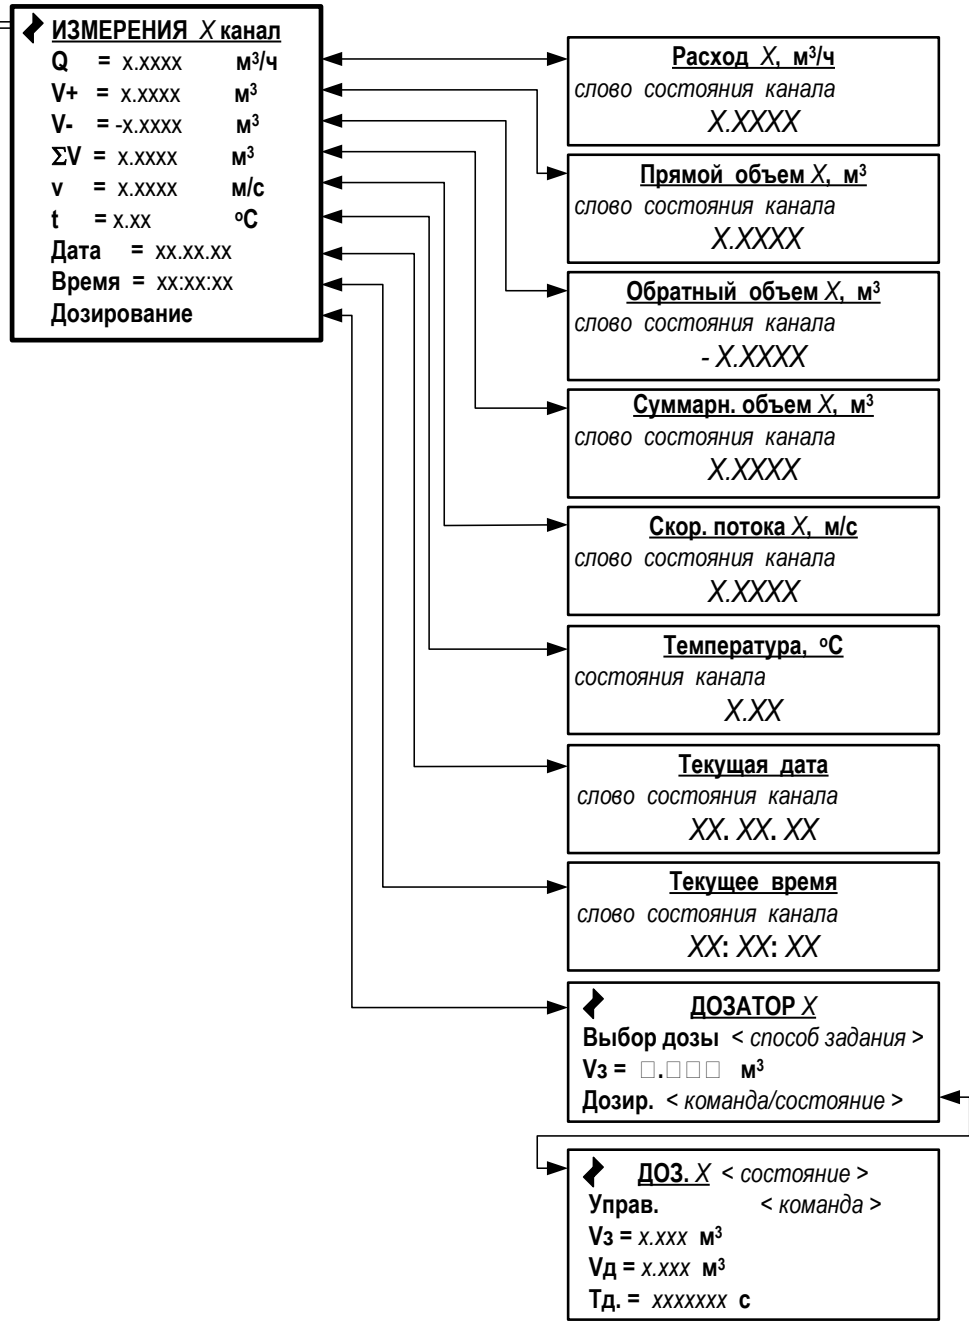 ИЗМЕРЕНИЯ X канал
Q = x.xxxx м³/ч
V+ = x.xxxx м³
V- = -x.xxxx м³
ΣV = x.xxxx м³
v = x.xxxx м/с
t = x.xx ºC
Дата = xx.xx.xx
Время = xx:xx:xx
Дозирование
Расход X, м³/ч
слово состояния канала
X.XXXX
Прямой объем X, м³
слово состояния канала
X.XXXX
Обратный объем X, м³
слово состояния канала
- X.XXXX
Суммарн. объем X, м³
слово состояния канала
X.XXXX
Скор. потока X, м/с
слово состояния канала
X.XXXX
Температура, ºC
состояния канала
X.XX
Текущая дата
слово состояния канала
XX. XX. XX
Текущее время
слово состояния канала
XX: XX: XX
ДОЗАТОР X
Выбор дозы < способ задания >
Vз = □.□□□ м³
Дозир. < команда/состояние >
ДОЗ. X < состояние >
Управ. < команда >
Vз = x.xxx м³
Vд = x.xxx м³
Тд. = xxxxxxx с